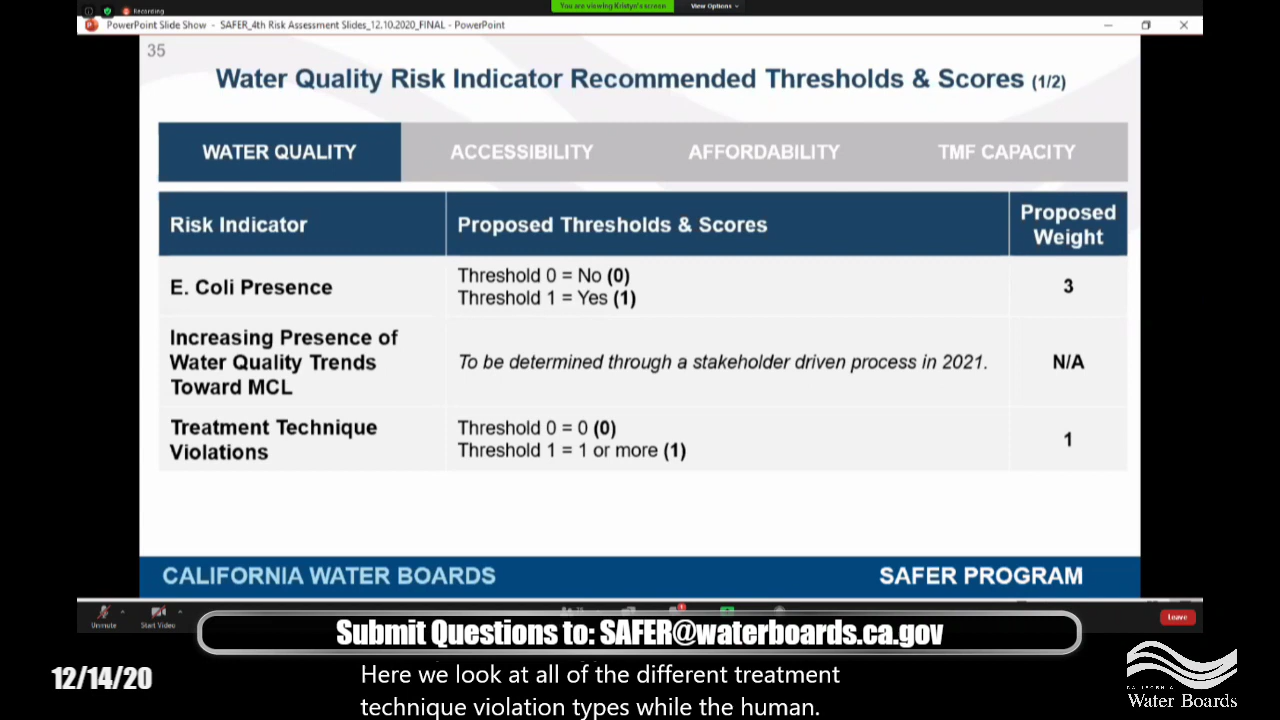 Recording
You are viewing Kristyn's screen
View Options
PowerPoint Slide Show - SAFER_4th Risk Assessment Slides_12.10.2020_FINAL - PowerPoint
35
Water Quality Risk Indicator Recommended Thresholds & Scores (1/2)
WATER QUALITY ACCESSIBILITY AFFORDABILITY TMF CAPACITY
Risk Indicator Proposed Thresholds & Scores Proposed Weight
E. Coli Presence
Threshold 0 = No (0)
Threshold 1 = Yes (1)
3
Increasing Presence of
Water Quality Trends
Toward MCL
To be determined through a stakeholder driven process in 2021.
N/A
Treatment Technique
Violations
Threshold 0 = 0 (0)
Threshold 1 = 1 or more (1)
1
CALIFORNIA WATER BOARDS SAFER PROGRAM
Unmute Start Video Leave
Submit Questions to: SAFER@waterboards.ca.gov
12/14/20
Here we look at all of the different treatment
technique violation types while the human.
CALIFORNIA
Water Boards